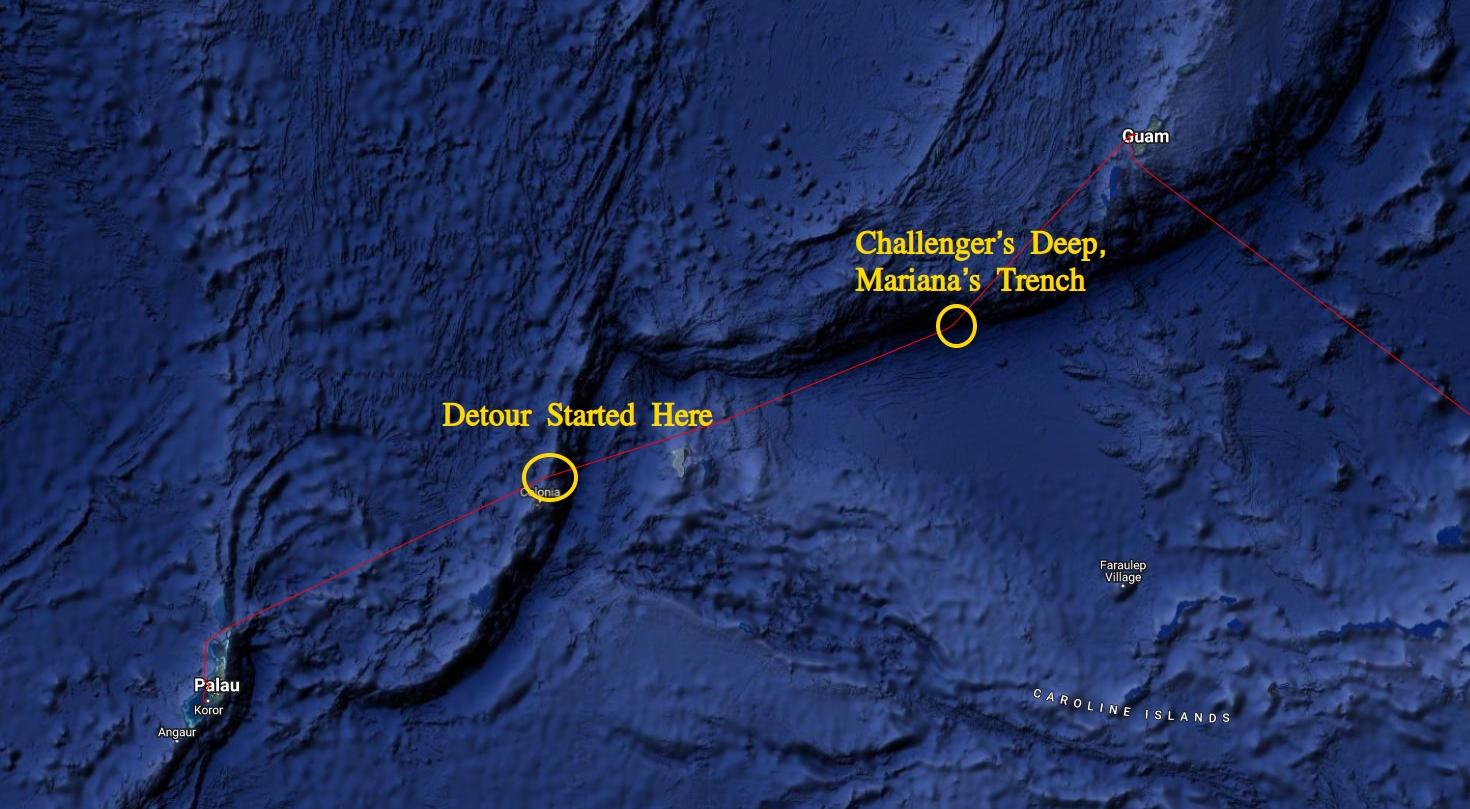 Guam
Challenger's Deep,
Mariana's Trench
Detour Started Here
Colonia
Faraulep
Village
Palau
Koror
CAROLINE ISLANDS
Angaur